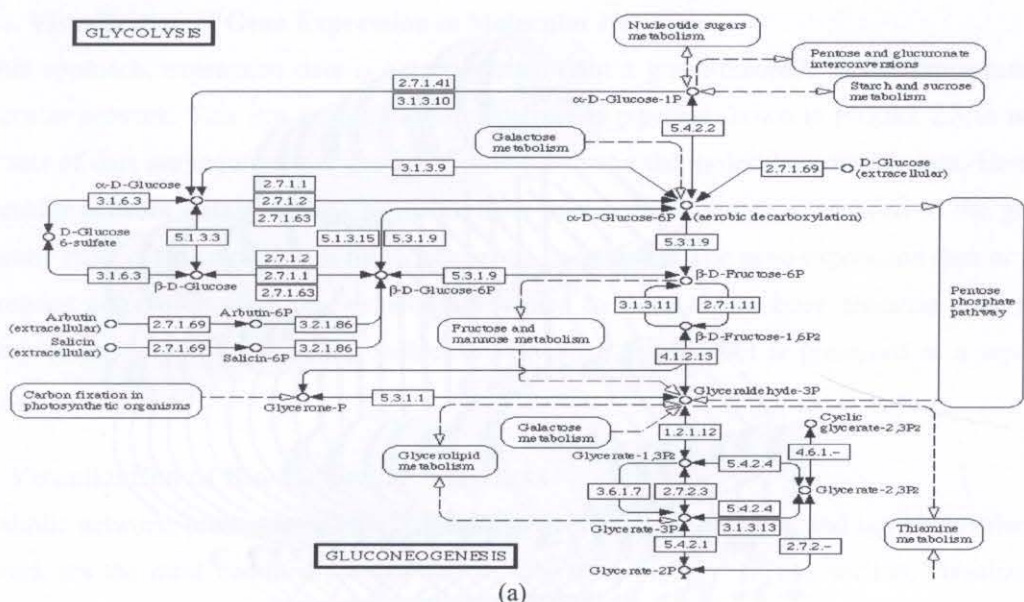 GLYCOLYSIS
Nucleotide sugars
metabolism
Pentose and glucuronate
interconversions
Starch and sucrose
metabolism
2.7.1.41
3.1.3.10
α-D-Glucose-1P
5.4.2.2
Galactose
metabolism
3.1.3.9
2.7.1.69
D-Glucose
(extracellular)
α-D-Glucose
3.1.6.3
2.7.1.1
2.7.1.2
2.7.1.63
α-D-Glucose-6P
(aerobic decarboxylation)
D-Glucose
6-sulfate
5.1.3.3
5.1.3.15
5.3.1.9
5.3.1.9
2.7.1.2
2.7.1.1
2.7.1.63
3.1.6.3
β-D-Glucose
β-D-Glucose-6P
5.3.1.9
β-D-Fructose-6P
3.1.3.11
2.7.1.11
Pentose
phosphate
pathway
Arbutin
(extracellular)
2.7.1.69
Arbutin-6P
3.2.1.86
Salicin
(extracellular)
2.7.1.69
Salicin-6P
3.2.1.86
Fructose and
mannose metabolism
β-D-Fructose-1,6P2
4.1.2.13
Carbon fixation in
photosynthetic organisms
Glycerone-P
5.3.1.1
Glyceraldehyde-3P
Galactose
metabolism
1.2.1.12
Cyclic
glycerate-2,3P2
4.6.1.-
Glycerolipid
metabolism
Glycerate-1,3P2
5.4.2.4
Glycerate-2,3P2
3.6.1.7
2.7.2.3
5.4.2.4
3.1.3.13
Glycerate-3P
5.4.2.1
2.7.2.-
Thiamine
metabolism
GLUCONEOGENESIS
Glycerate-2P
(a)